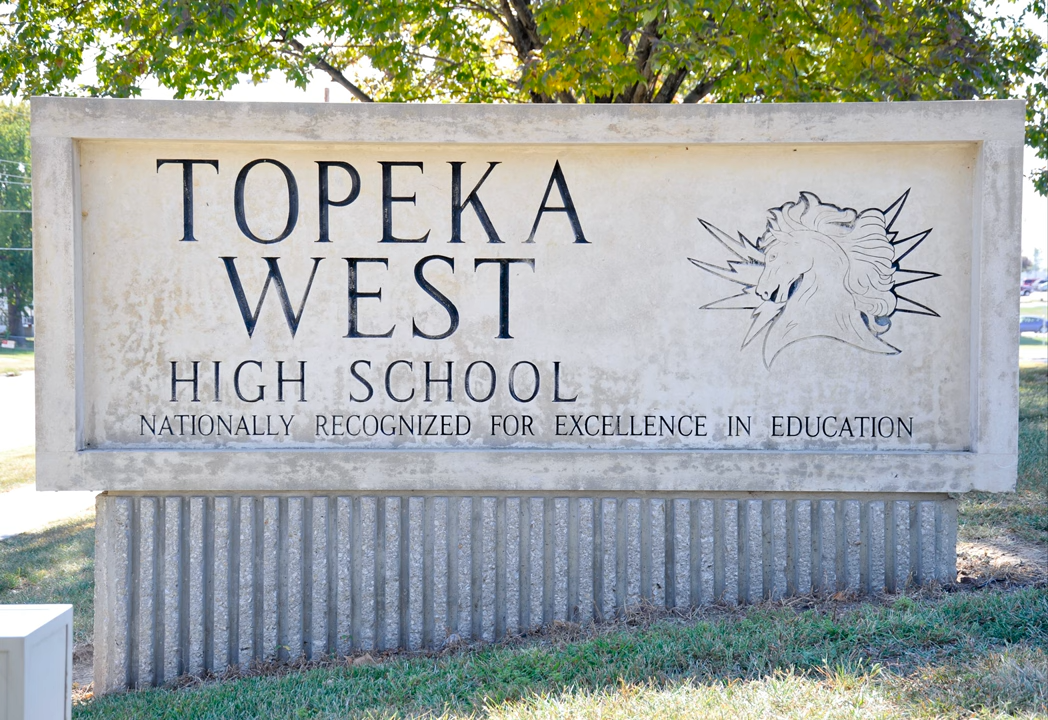 TOPEKA
WEST
HIGH SCHOOL
NATIONALLY RECOGNIZED FOR EXCELLENCE IN EDUCATION